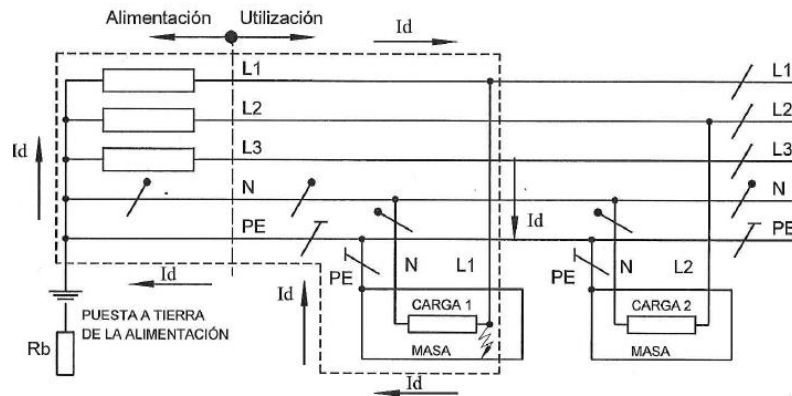 Alimentación Utilización
Id
L1 L1
L2 L2
Id
L3 L3
N N
Id
PE PE
Id
PE N L1 PE N L2
Id
PUESTA A TIERRA
DE LA ALIMENTACIÓN
CARGA 1 CARGA 2
Rb
MASA MASA
Id